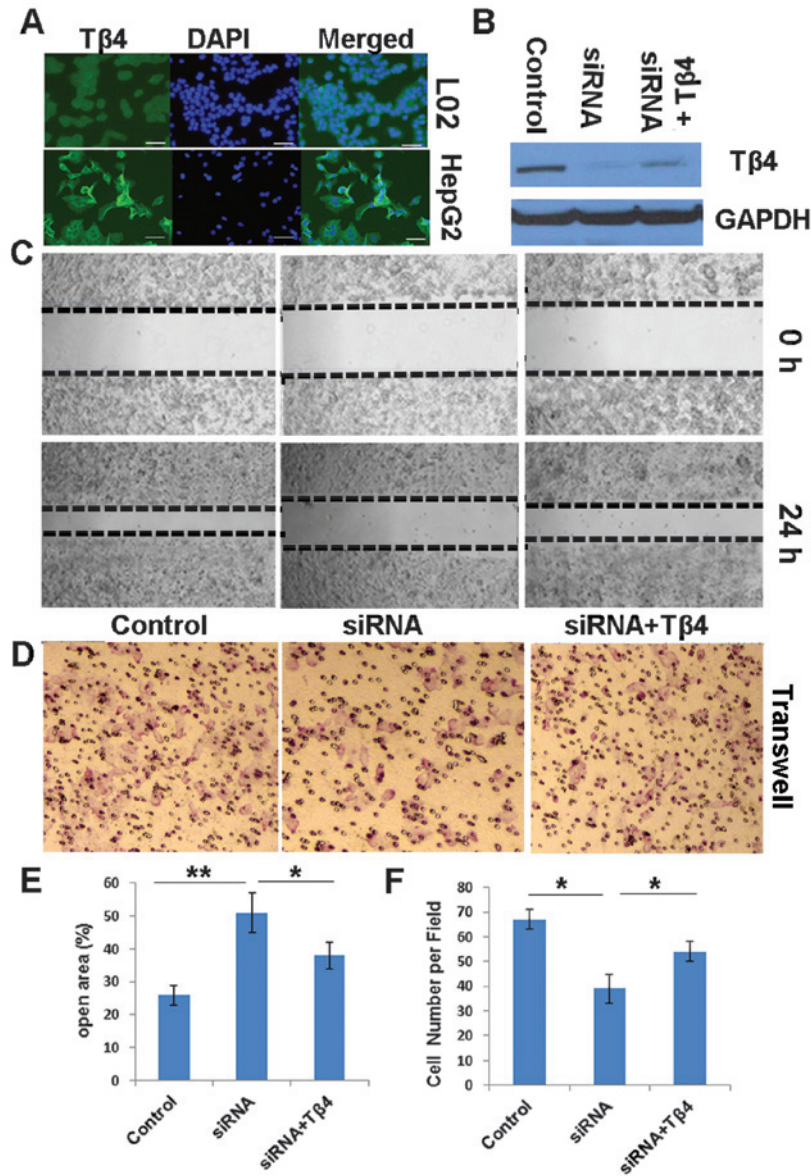 A
Tβ4 DAPI Merged
L02
HepG2
B
Control
siRNA
siRNA + Tβ4
Tβ4
GAPDH
C
0 h
24 h
Control siRNA siRNA+Tβ4
D
Transwell
E
** *
open area (%)
60
50
40
30
20
10
0
Control siRNA siRNA+Tβ4
F
* *
Cell Number per Field
80
70
60
50
40
30
20
10
0
Control siRNA siRNA+Tβ4